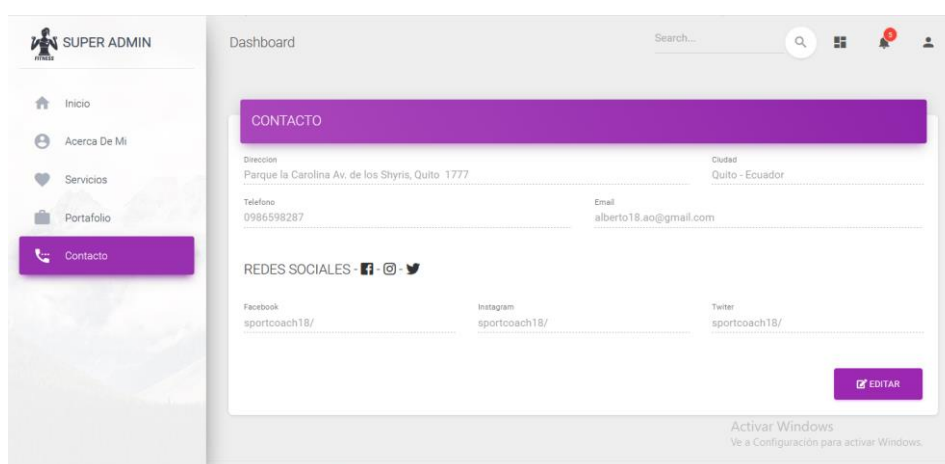 FITNESS
SUPER ADMIN
Dashboard
Search...
5
Inicio
Acerca De Mi
Servicios
Portafolio
Contacto
CONTACTO
Direccion
Parque la Carolina Av. de los Shyris, Quito 1777
Ciudad
Quito - Ecuador
Telefono
0986598287
Email
alberto18.ao@gmail.com
REDES SOCIALES - - -
Facebook
sportcoach18/
Instagram
sportcoach18/
Twiter
sportcoach18/
EDITAR
Activar Windows
Ve a Configuración para activar Windows.